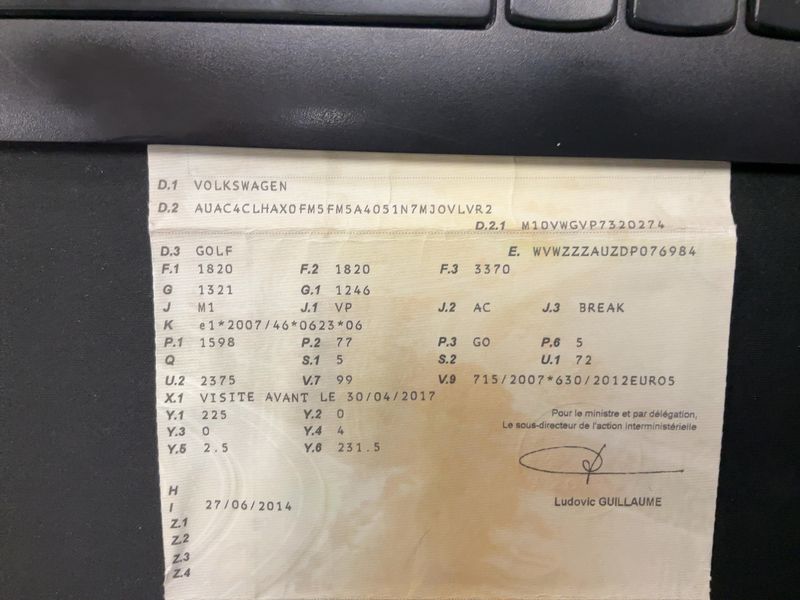 D.1 VOLKSWAGEN
D.2 AUAC4CLHAX0FM5FM5A4051N7MJOVLVR2
D.2.1 M10VWGVP7320274
D.3 GOLF E. WVWZZZAUZDP076984
F.1 1820 F.2 1820 F.3 3370
G 1321 G.1 1246
J M1 J.1 VP J.2 AC J.3 BREAK
K e1*2007/46*0623*06
P.1 1598 P.2 77 P.3 GO P.6 5
Q S.1 5 S.2 U.1 72
U.2 2375 V.7 99 V.9 715/2007*630/2012EURO5
X.1 VISITE AVANT LE 30/04/2017
Y.1 225 Y.2 0
Y.3 0 Y.4 4
Y.5 2.5 Y.6 231.5
Pour le ministre et par délégation,
Le sous-directeur de l'action interministérielle
H
I 27/06/2014
Ludovic GUILLAUME
Z.1
Z.2
Z.3
Z.4